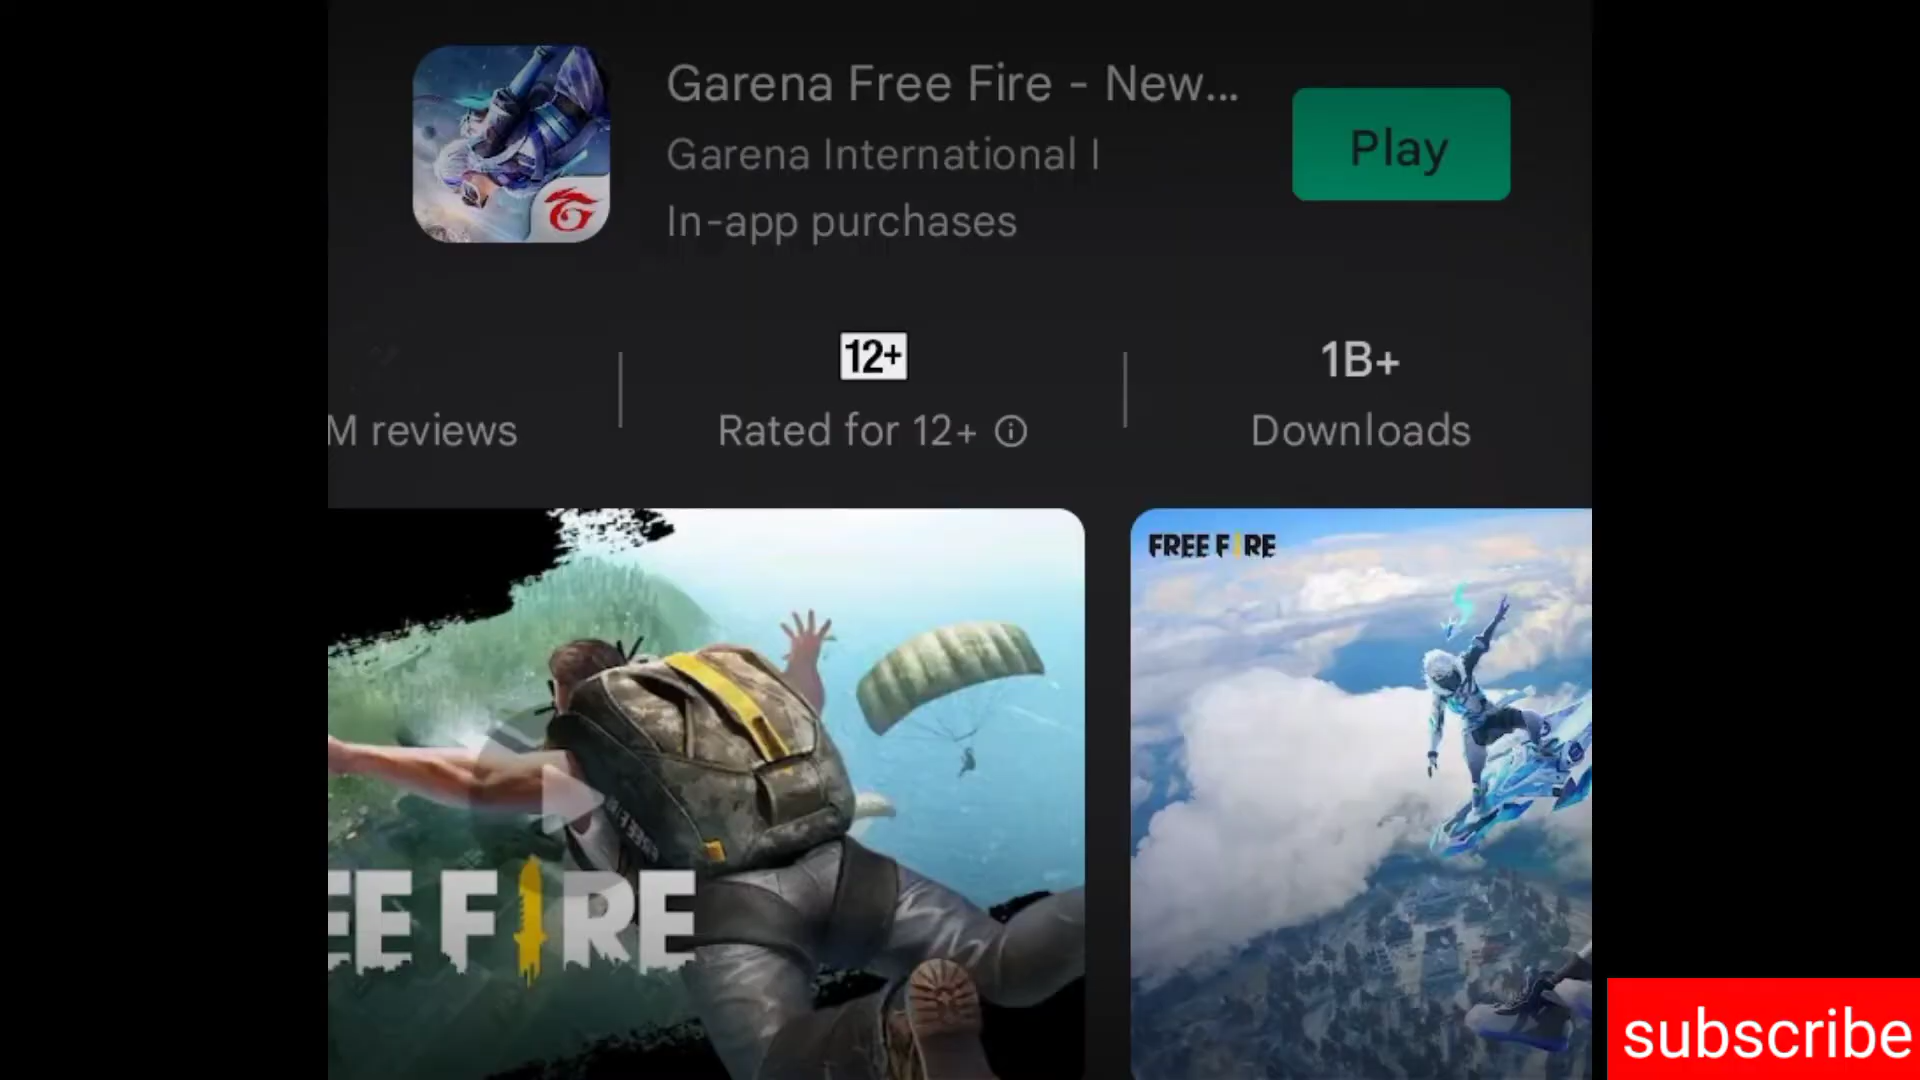 Garena Free Fire - New...
Garena International I
In-app purchases
Play
12+
1B+
M reviews
Rated for 12+
Downloads
FREE FIRE
EE FIRE
subscribe